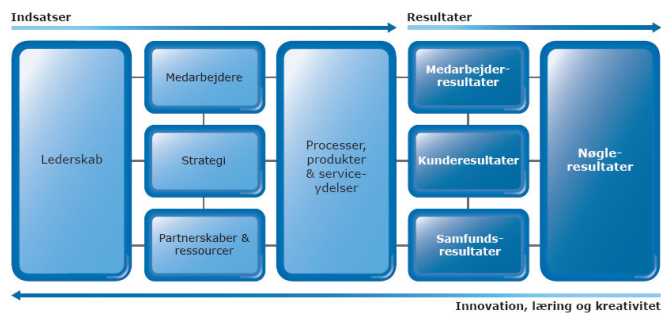 Indsatser
Resultater
Lederskab
Medarbejdere
Strategi
Partnerskaber &
ressourcer
Processer,
produkter
& service-
ydelser
Medarbejder-
resultater
Kunderesultater
Samfunds-
resultater
Nøgle-
resultater
Innovation, læring og kreativitet